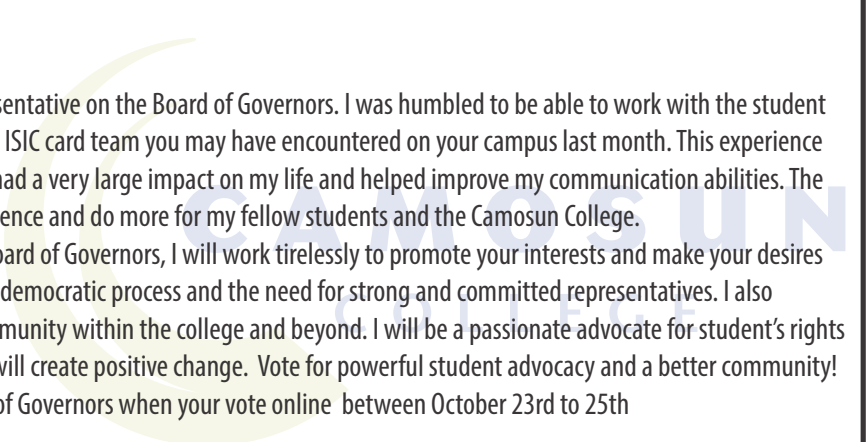 sentative on the Board of Governors. I was humbled to be able to work with the student
ISIC card team you may have encountered on your campus last month. This experience
had a very large impact on my life and helped improve my communication abilities. The
ence and do more for my fellow students and the Camosun College.
oard of Governors, I will work tirelessly to promote your interests and make your desires
democratic process and the need for strong and committed representatives. I also
mmunity within the college and beyond. I will be a passionate advocate for student’s rights
will create positive change.  Vote for powerful student advocacy and a better community!
of Governors when your vote online  between October 23rd to 25th
CAMOSUN
COLLEGE